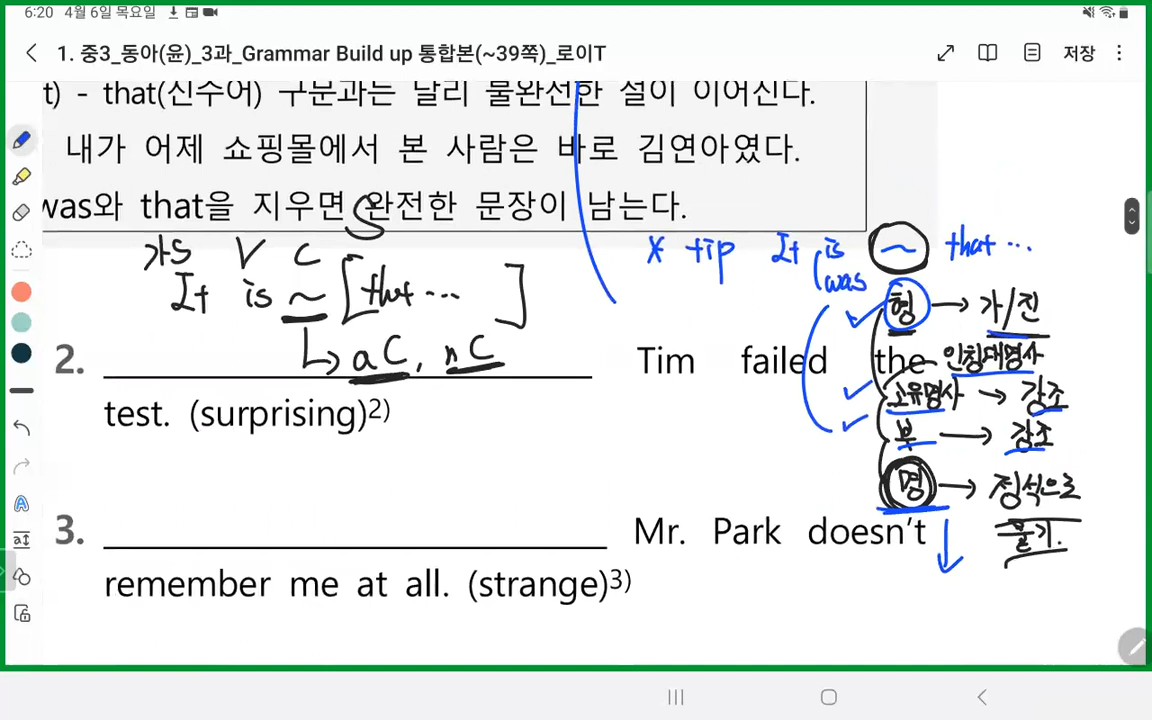 6:20 4월 6일 목요일
1. 중3_동아(윤)_3과_Grammar Build up 통합본(~39쪽)_로이T
저장
t) - that(진주어) 구문과는 달리 불완전한 절이 이어진다.
내가 어제 쇼핑몰에서 본 사람은 바로 김연아였다.
was와 that을 지우면 완전한 문장이 남는다.
S
가S V C
It is ~ [that ... ]
↳ aC, nC
* tip It is ~ that ...
was
형 → 가/진
인칭대명사
고유명사 → 강조
부 → 강조
명 → 정석으로
풀기.
2. ______ Tim failed the
test. (surprising)2)
3. ______ Mr. Park doesn't
remember me at all. (strange)3)